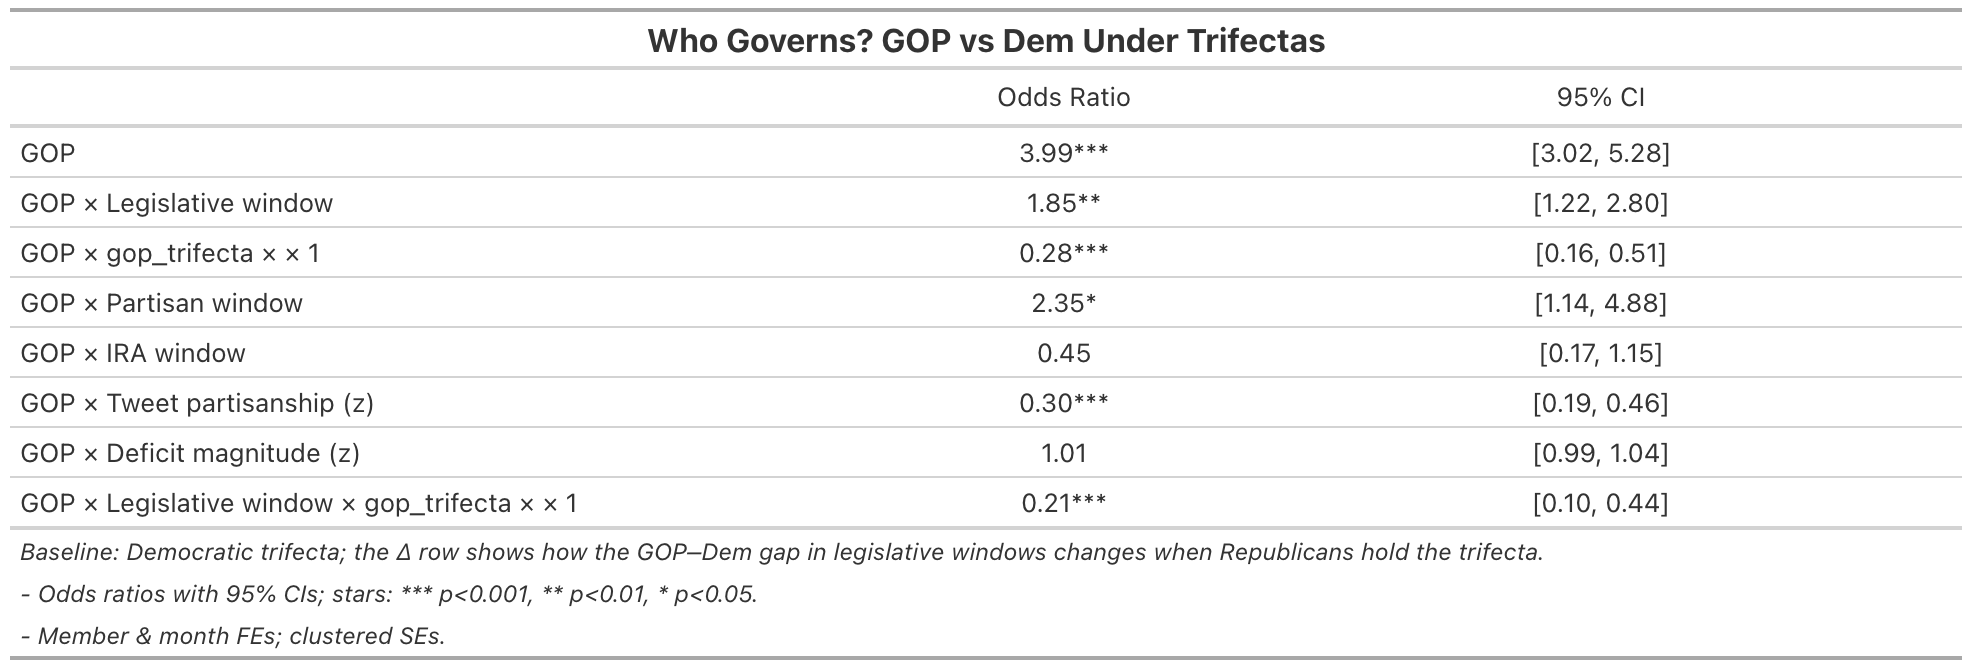 Who Governs? GOP vs Dem Under Trifectas
Odds Ratio 95% CI
GOP 3.99*** [3.02, 5.28]
GOP × Legislative window 1.85** [1.22, 2.80]
GOP × gop_trifecta × × 1 0.28*** [0.16, 0.51]
GOP × Partisan window 2.35* [1.14, 4.88]
GOP × IRA window 0.45 [0.17, 1.15]
GOP × Tweet partisanship (z) 0.30*** [0.19, 0.46]
GOP × Deficit magnitude (z) 1.01 [0.99, 1.04]
GOP × Legislative window × gop_trifecta × × 1 0.21*** [0.10, 0.44]
Baseline: Democratic trifecta; the Δ row shows how the GOP–Dem gap in legislative windows changes when Republicans hold the trifecta.
- Odds ratios with 95% CIs; stars: *** p<0.001, ** p<0.01, * p<0.05.
- Member & month FEs; clustered SEs.